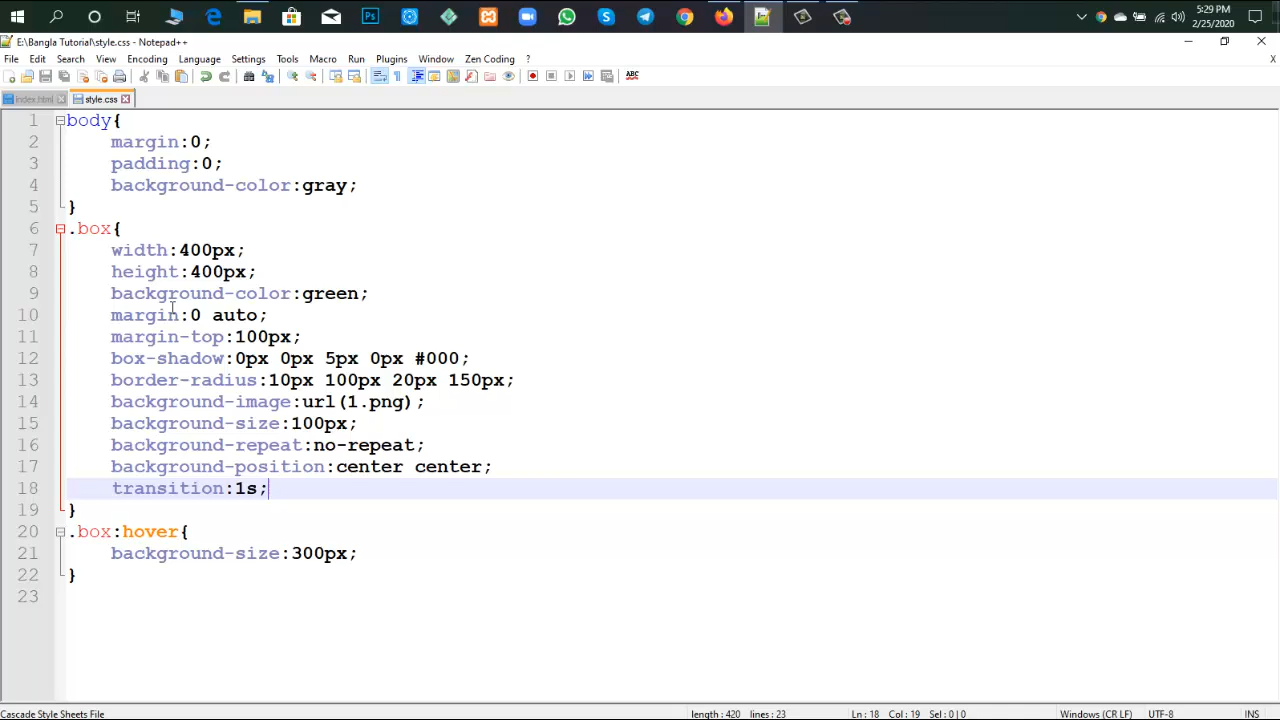 5:29 PM
2/25/2020
E:\Bangla Tutorial\style.css - Notepad++
File Edit Search View Encoding Language Settings Tools Macro Run Plugins Window Zen Coding ? X
index.html style.css
1 body{
2 margin:0;
3 padding:0;
4 background-color:gray;
5 }
6 .box{
7 width:400px;
8 height:400px;
9 background-color:green;
10 margin:0 auto;
11 margin-top:100px;
12 box-shadow:0px 0px 5px 0px #000;
13 border-radius:10px 100px 20px 150px;
14 background-image:url(1.png);
15 background-size:100px;
16 background-repeat:no-repeat;
17 background-position:center center;
18 transition:1s;
19 }
20 .box:hover{
21 background-size:300px;
22 }
23
Cascade Style Sheets File length : 420 lines : 23 Ln : 18 Col : 19 Sel : 0 | 0 Windows (CR LF) UTF-8 INS